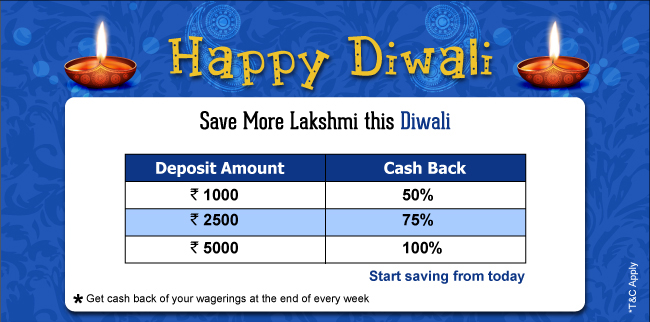 Happy Diwali
Save More Lakshmi this Diwali
Deposit Amount Cash Back
₹ 1000 50%
₹ 2500 75%
₹ 5000 100%
Start saving from today
* Get cash back of your wagerings at the end of every week
*T&C Apply